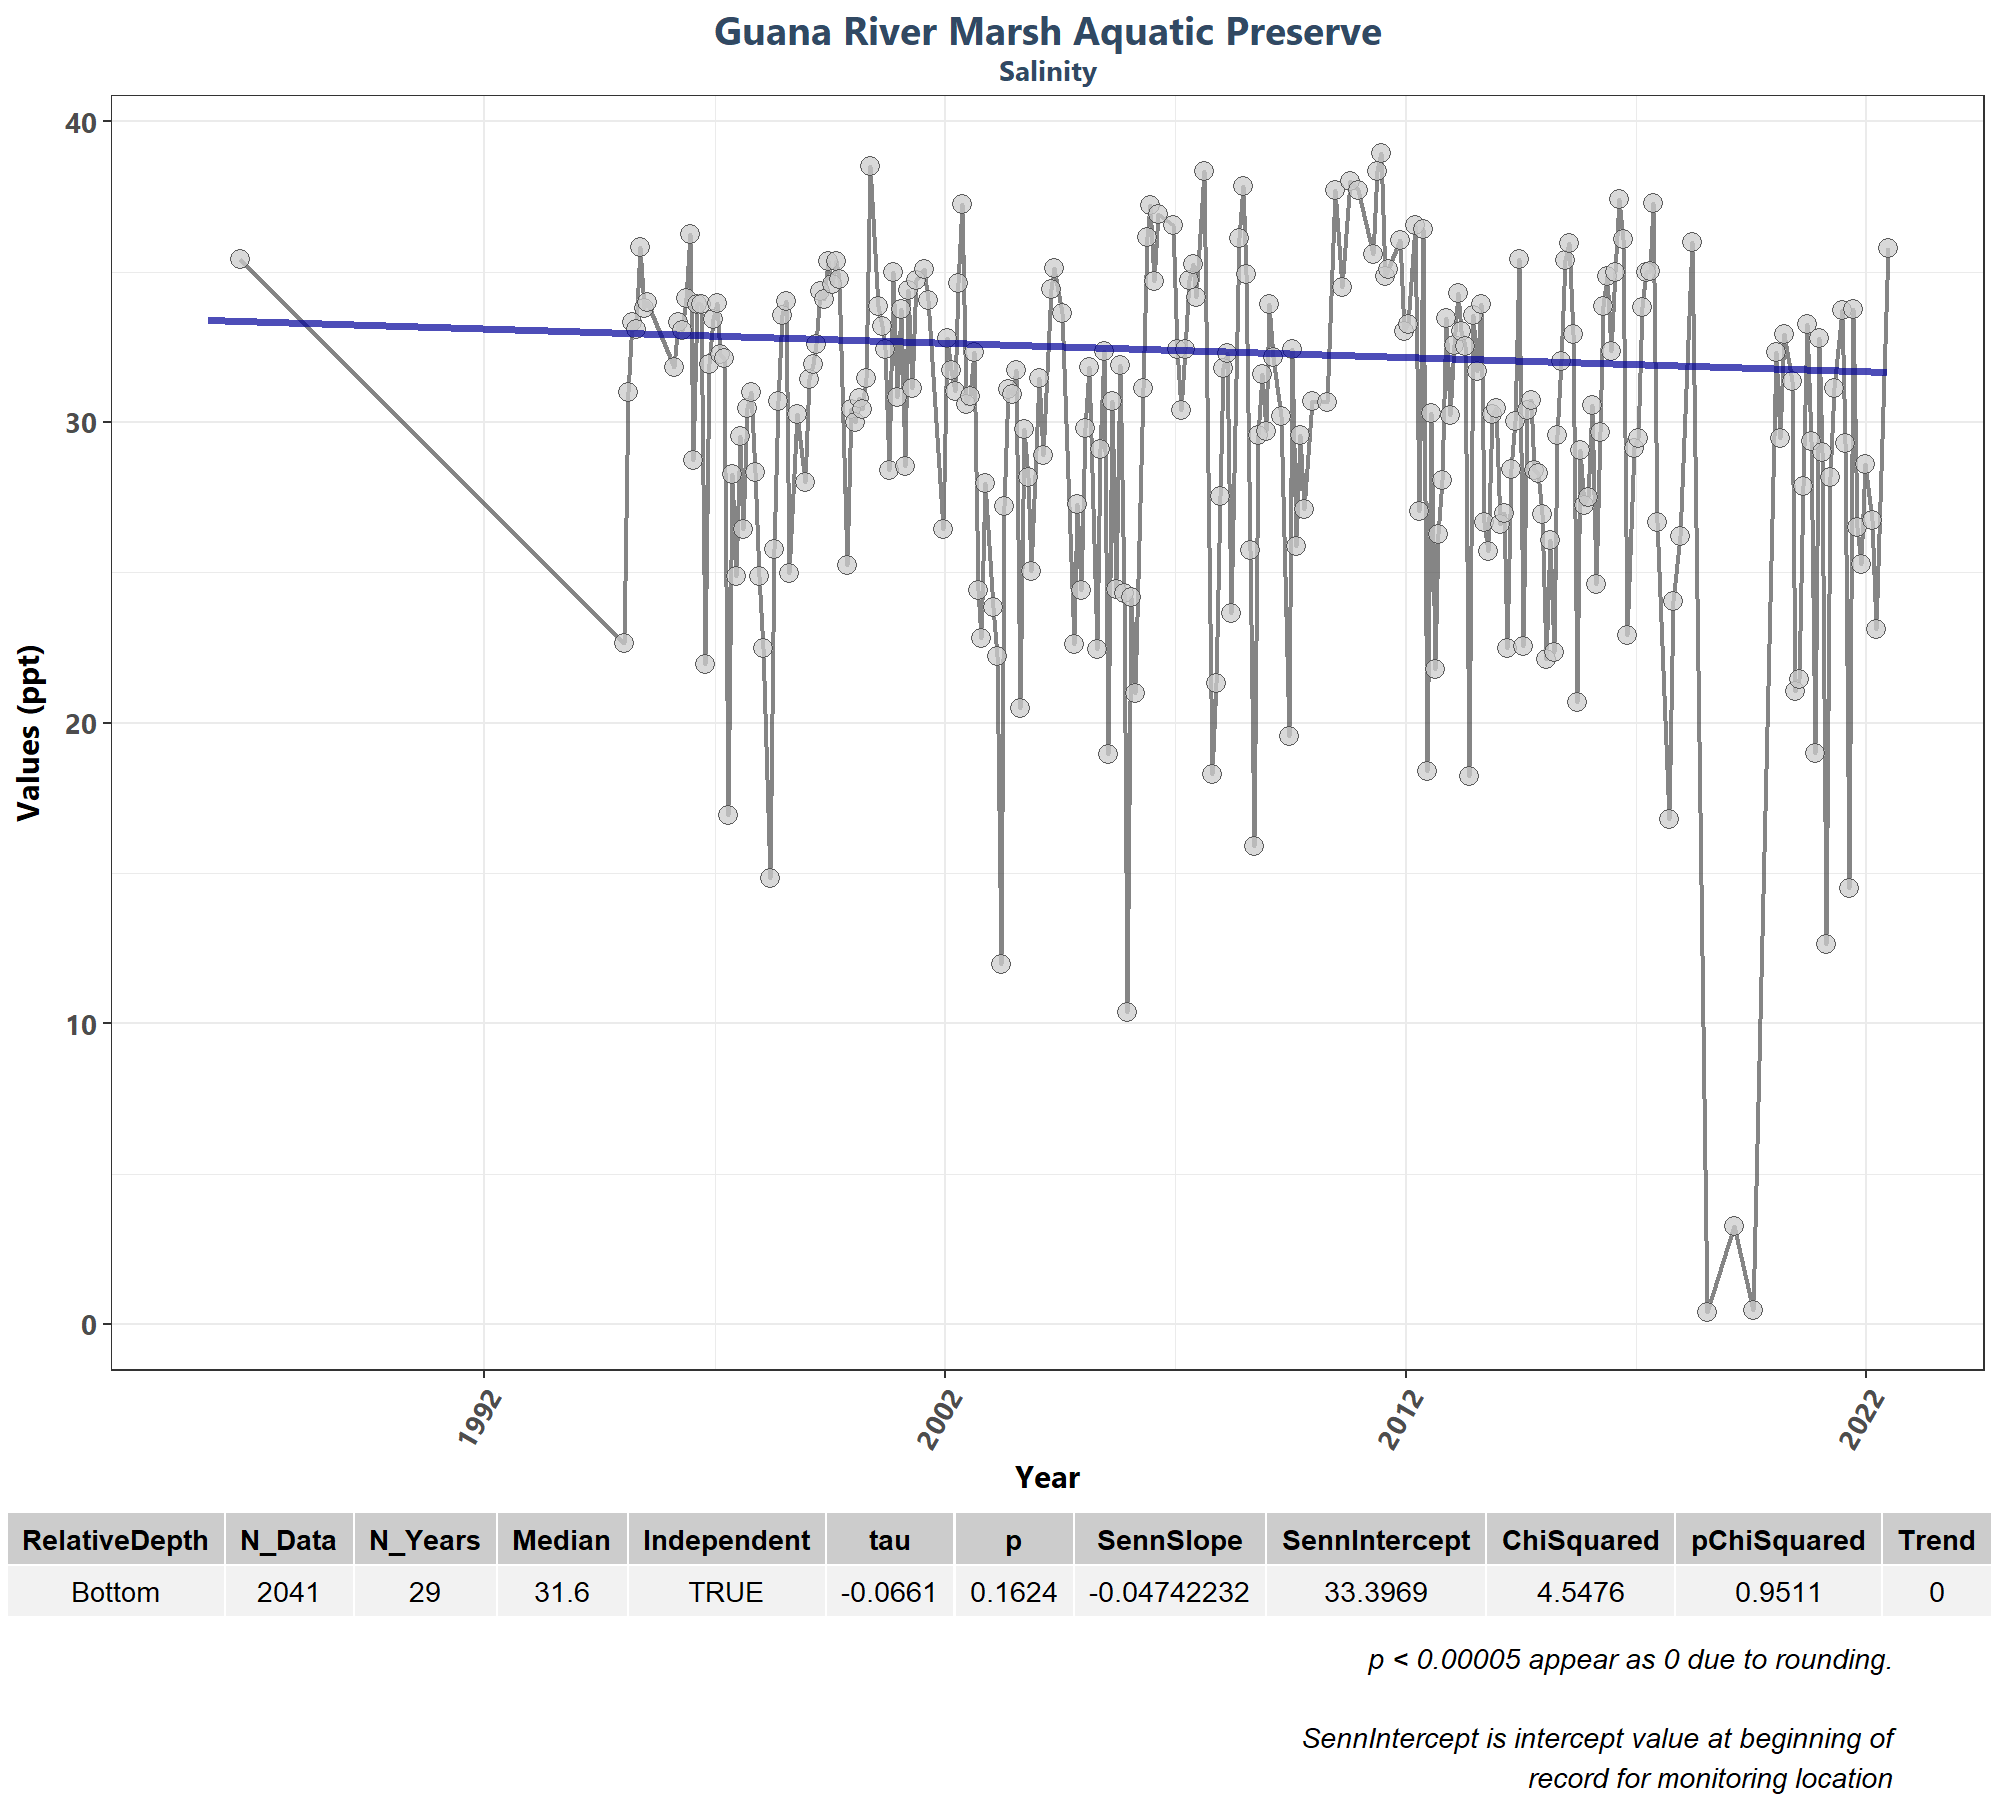 Guana River Marsh Aquatic Preserve
Salinity
Values (ppt)
40
30
20
10
0
1992 2002 2012 2022
Year
RelativeDepth N_Data N_Years Median Independent tau p SennSlope SennIntercept ChiSquared pChiSquared Trend
Bottom 2041 29 31.6 TRUE -0.0661 0.1624 -0.04742232 33.3969 4.5476 0.9511 0
p < 0.00005 appear as 0 due to rounding.
SennIntercept is intercept value at beginning of
record for monitoring location